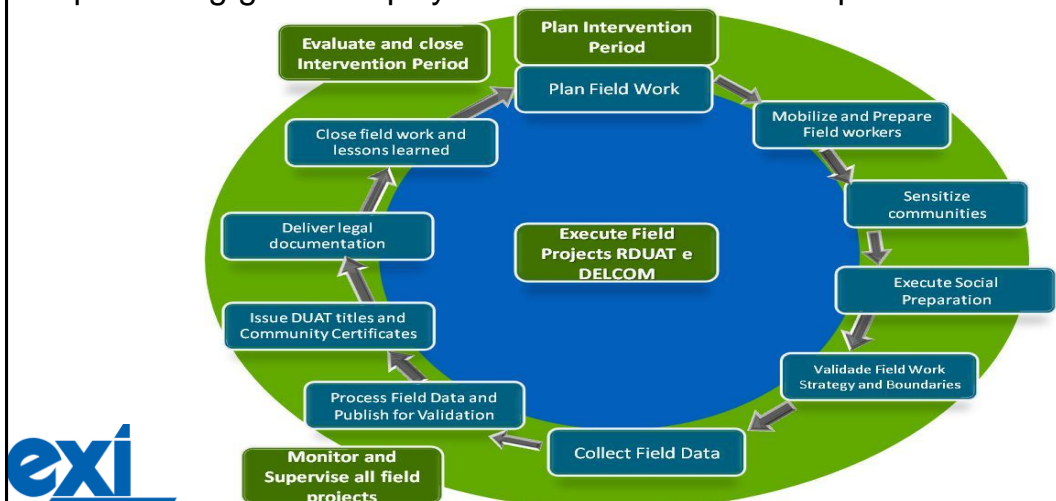 Plan Intervention
Period
Evaluate and close
Intervention Period
Plan Field Work
Mobilize and Prepare
Field workers
Close field work and
lessons learned
Sensitize
communities
Deliver legal
documentation
Execute Field
Projects RDUAT e
DELCOM
Execute Social
Preparation
Issue DUAT titles and
Community Certificates
Validade Field Work
Strategy and Boundaries
Process Field Data and
Publish for Validation
Collect Field Data
Monitor and
Supervise all field
projects
exi